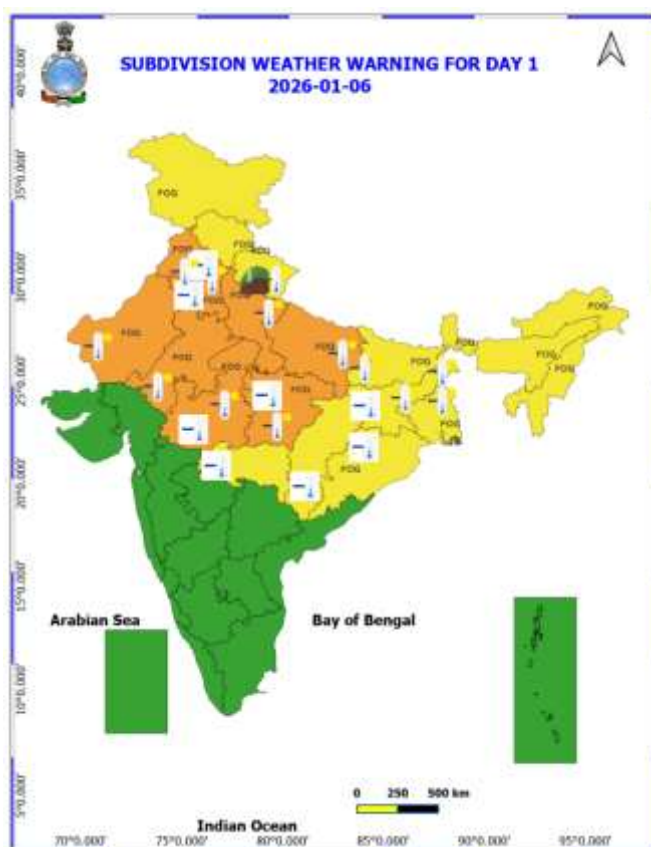 SUBDIVISION WEATHER WARNING FOR DAY 1
2026-01-06
40°0.000'
35°0.000'
FOG
FOG
FOG
FOG
30°0.000'
FOG
FOG
FOG
FOG
FOG
FOG
FOG
FOG
FOG
FOG
25°0.000'
FOG
FOG
20°0.000'
15°0.000'
Arabian Sea
Bay of Bengal
10°0.000'
5°0.000'
0 250 500 km
Indian Ocean
70°0.000' 75°0.000' 80°0.000' 85°0.000' 90°0.000' 95°0.000'